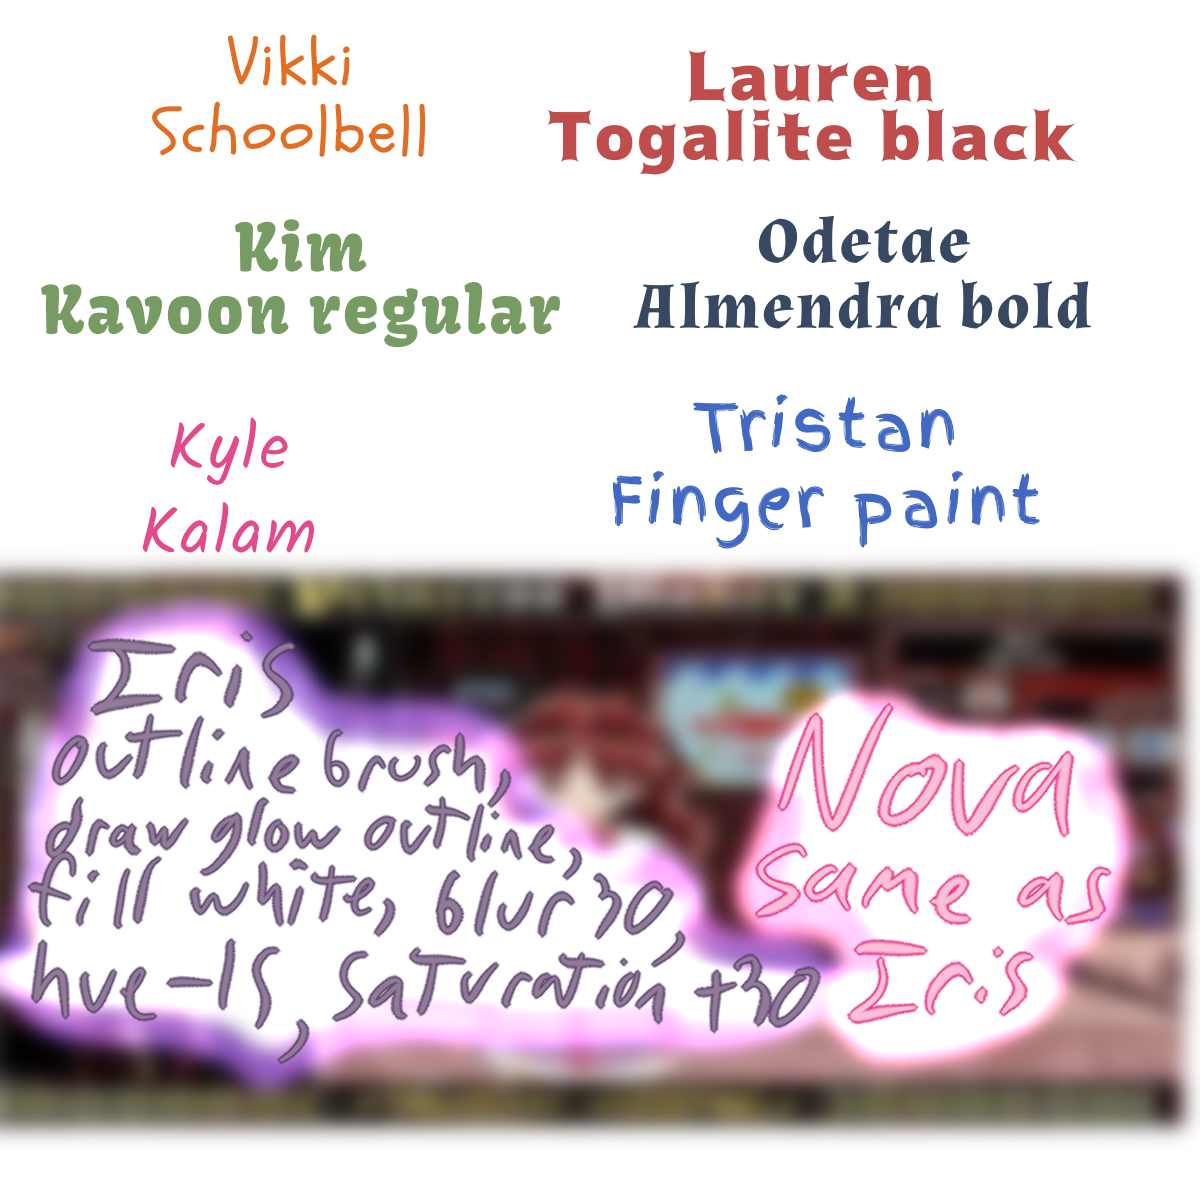 Vikki
Schoolbell
Lauren
Togalite black
Kim
Kavoon regular
Odetae
Almendra bold
Kyle
Kalam
Tristan
Finger paint
Iris
outline brush,
draw glow outline,
fill white, blur 30,
hue -15, saturation +30
Nova
Same as
Iris